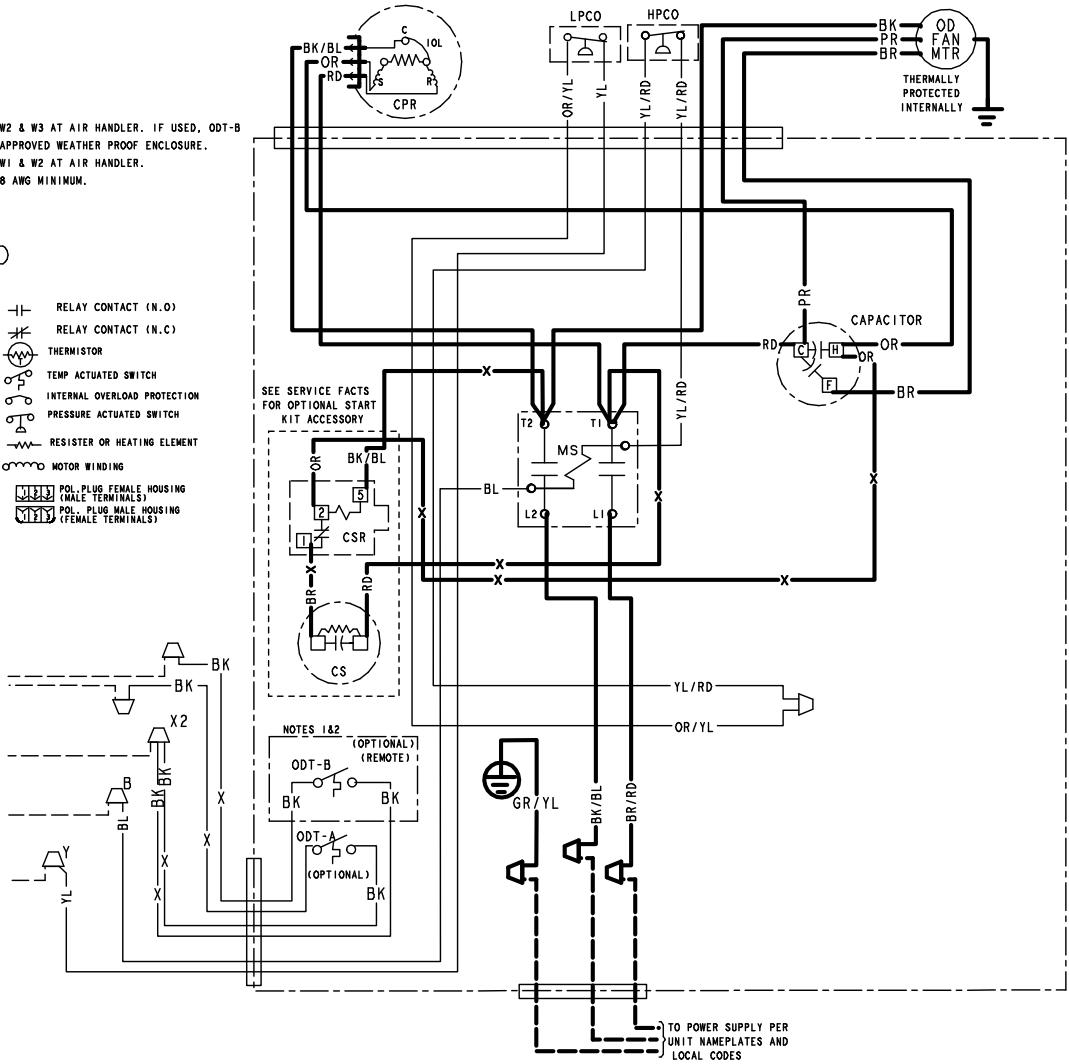 LPCO
HPCO
BK
PR
BR
OD
FAN
MTR
THERMALLY
PROTECTED
INTERNALLY
C
IOL
BK/BL
OR
RD
S
R
CPR
OR/YL
YL
YL/RD
YL/RD
W2 & W3 AT AIR HANDLER. IF USED, ODT-B
APPROVED WEATHER PROOF ENCLOSURE.
W1 & W2 AT AIR HANDLER.
8 AWG MINIMUM.
RELAY CONTACT (N.O)
RELAY CONTACT (N.C)
THERMISTOR
TEMP ACTUATED SWITCH
INTERNAL OVERLOAD PROTECTION
PRESSURE ACTUATED SWITCH
RESISTER OR HEATING ELEMENT
MOTOR WINDING
1 2 3
POL.PLUG FEMALE HOUSING
(MALE TERMINALS)
1 2 3
POL. PLUG MALE HOUSING
(FEMALE TERMINALS)
PR
CAPACITOR
RD
C
H
OR
OR
F
BR
SEE SERVICE FACTS
FOR OPTIONAL START
KIT ACCESSORY
X
YL/RD
T2
T1
MS
BL
L2
L1
OR
BK/BL
5
2
1
CSR
X
X
X
X
X
X
X
BR
RD
CS
BK
BK
X2
YL/RD
OR/YL
NOTES 1&2
(OPTIONAL)
(REMOTE)
ODT-B
BK
BK
ODT-A
(OPTIONAL)
BK
BK
BK
B
BL
X
X
X
X
Y
YL
GR/YL
BK/BL
BR/RD
TO POWER SUPPLY PER
UNIT NAMEPLATES AND
LOCAL CODES